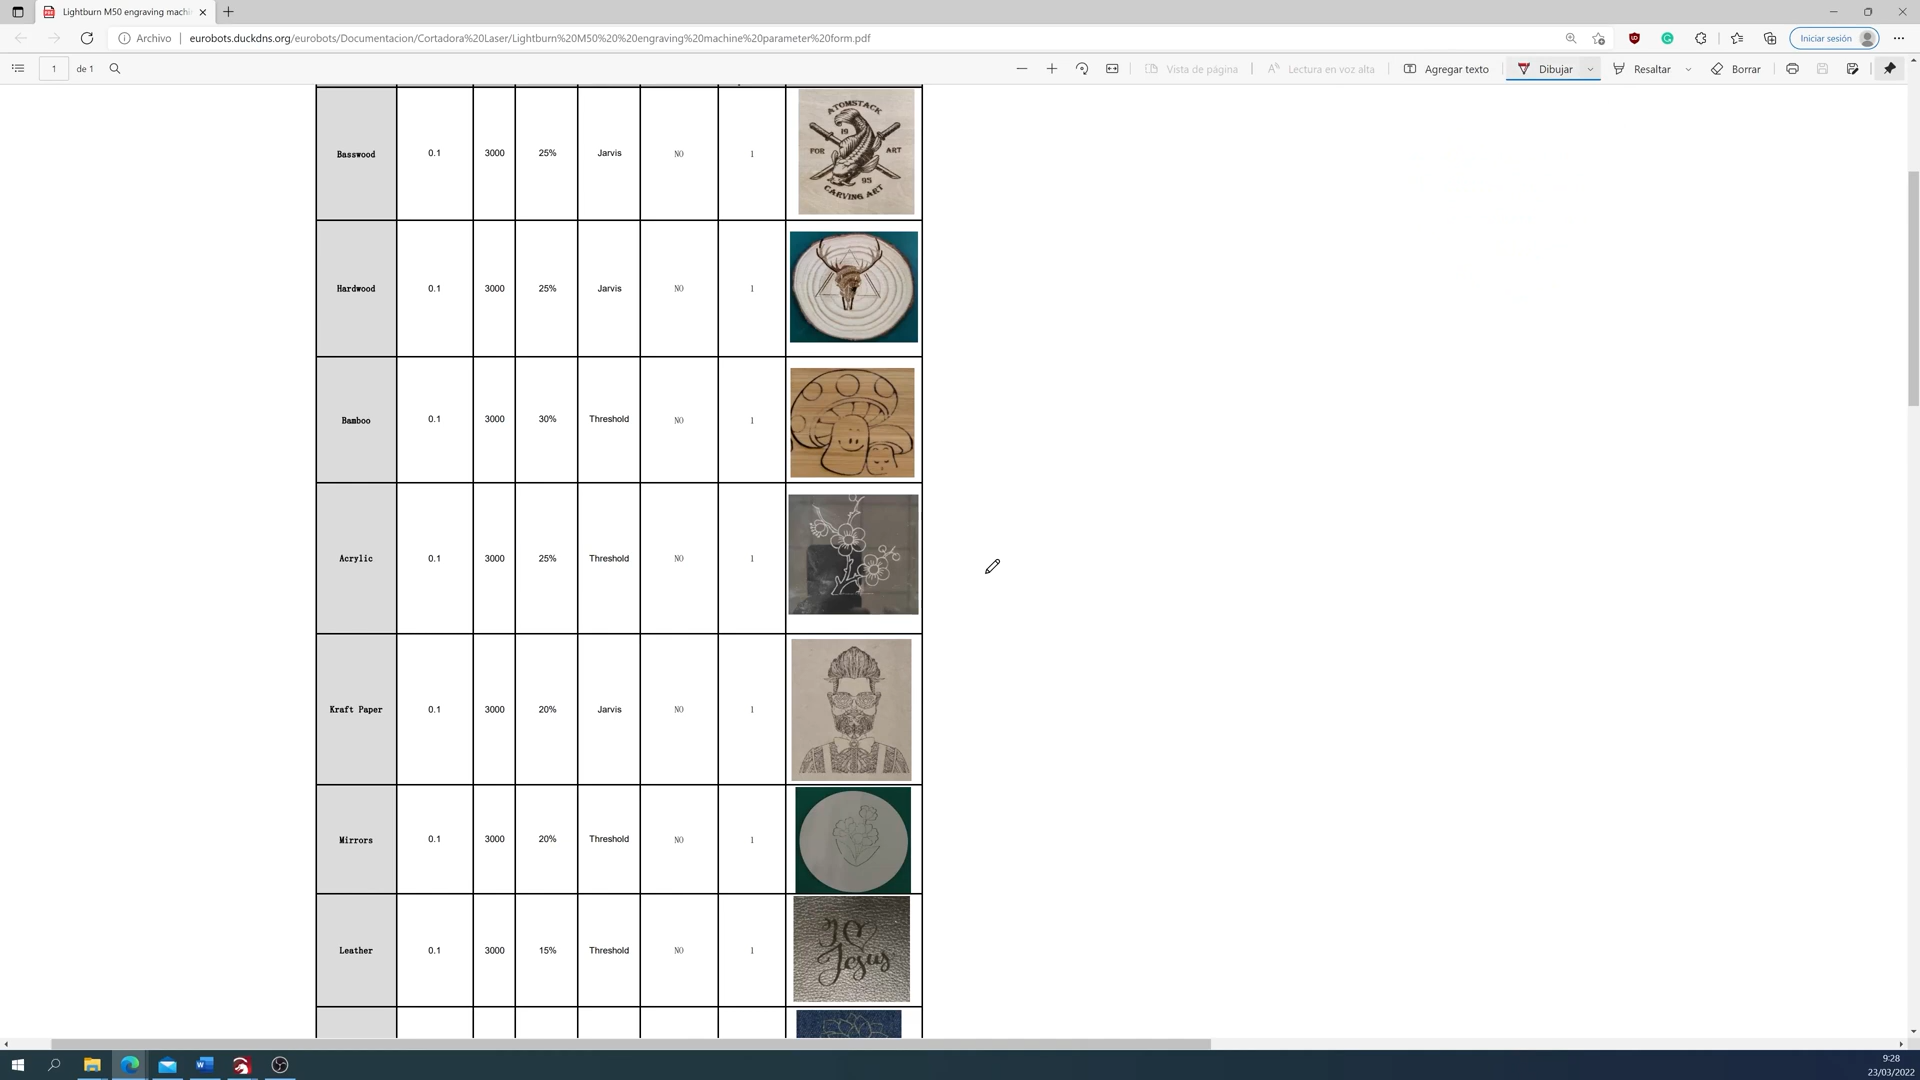 Lightburn M50 engraving machi
Archivo
eurobots.duckdns.org/eurobots/Documentacion/Cortadora%20Laser/Lightburn%20M50%20%20engraving%20machine%20parameter%20form.pdf
Iniciar sesión
1 de 1
Vista de página
Lectura en voz alta
Agregar texto
Dibujar
Resaltar
Borrar
Basswood 0.1 3000 25% Jarvis NO 1
ATOMSTACK
19
FOR ART
95
CARVING ART
Hardwood 0.1 3000 25% Jarvis NO 1
Bamboo 0.1 3000 30% Threshold NO 1
Acrylic 0.1 3000 25% Threshold NO 1
Kraft Paper 0.1 3000 20% Jarvis NO 1
Mirrors 0.1 3000 20% Threshold NO 1
Leather 0.1 3000 15% Threshold NO 1
I
Jesus
9:28
23/03/2022